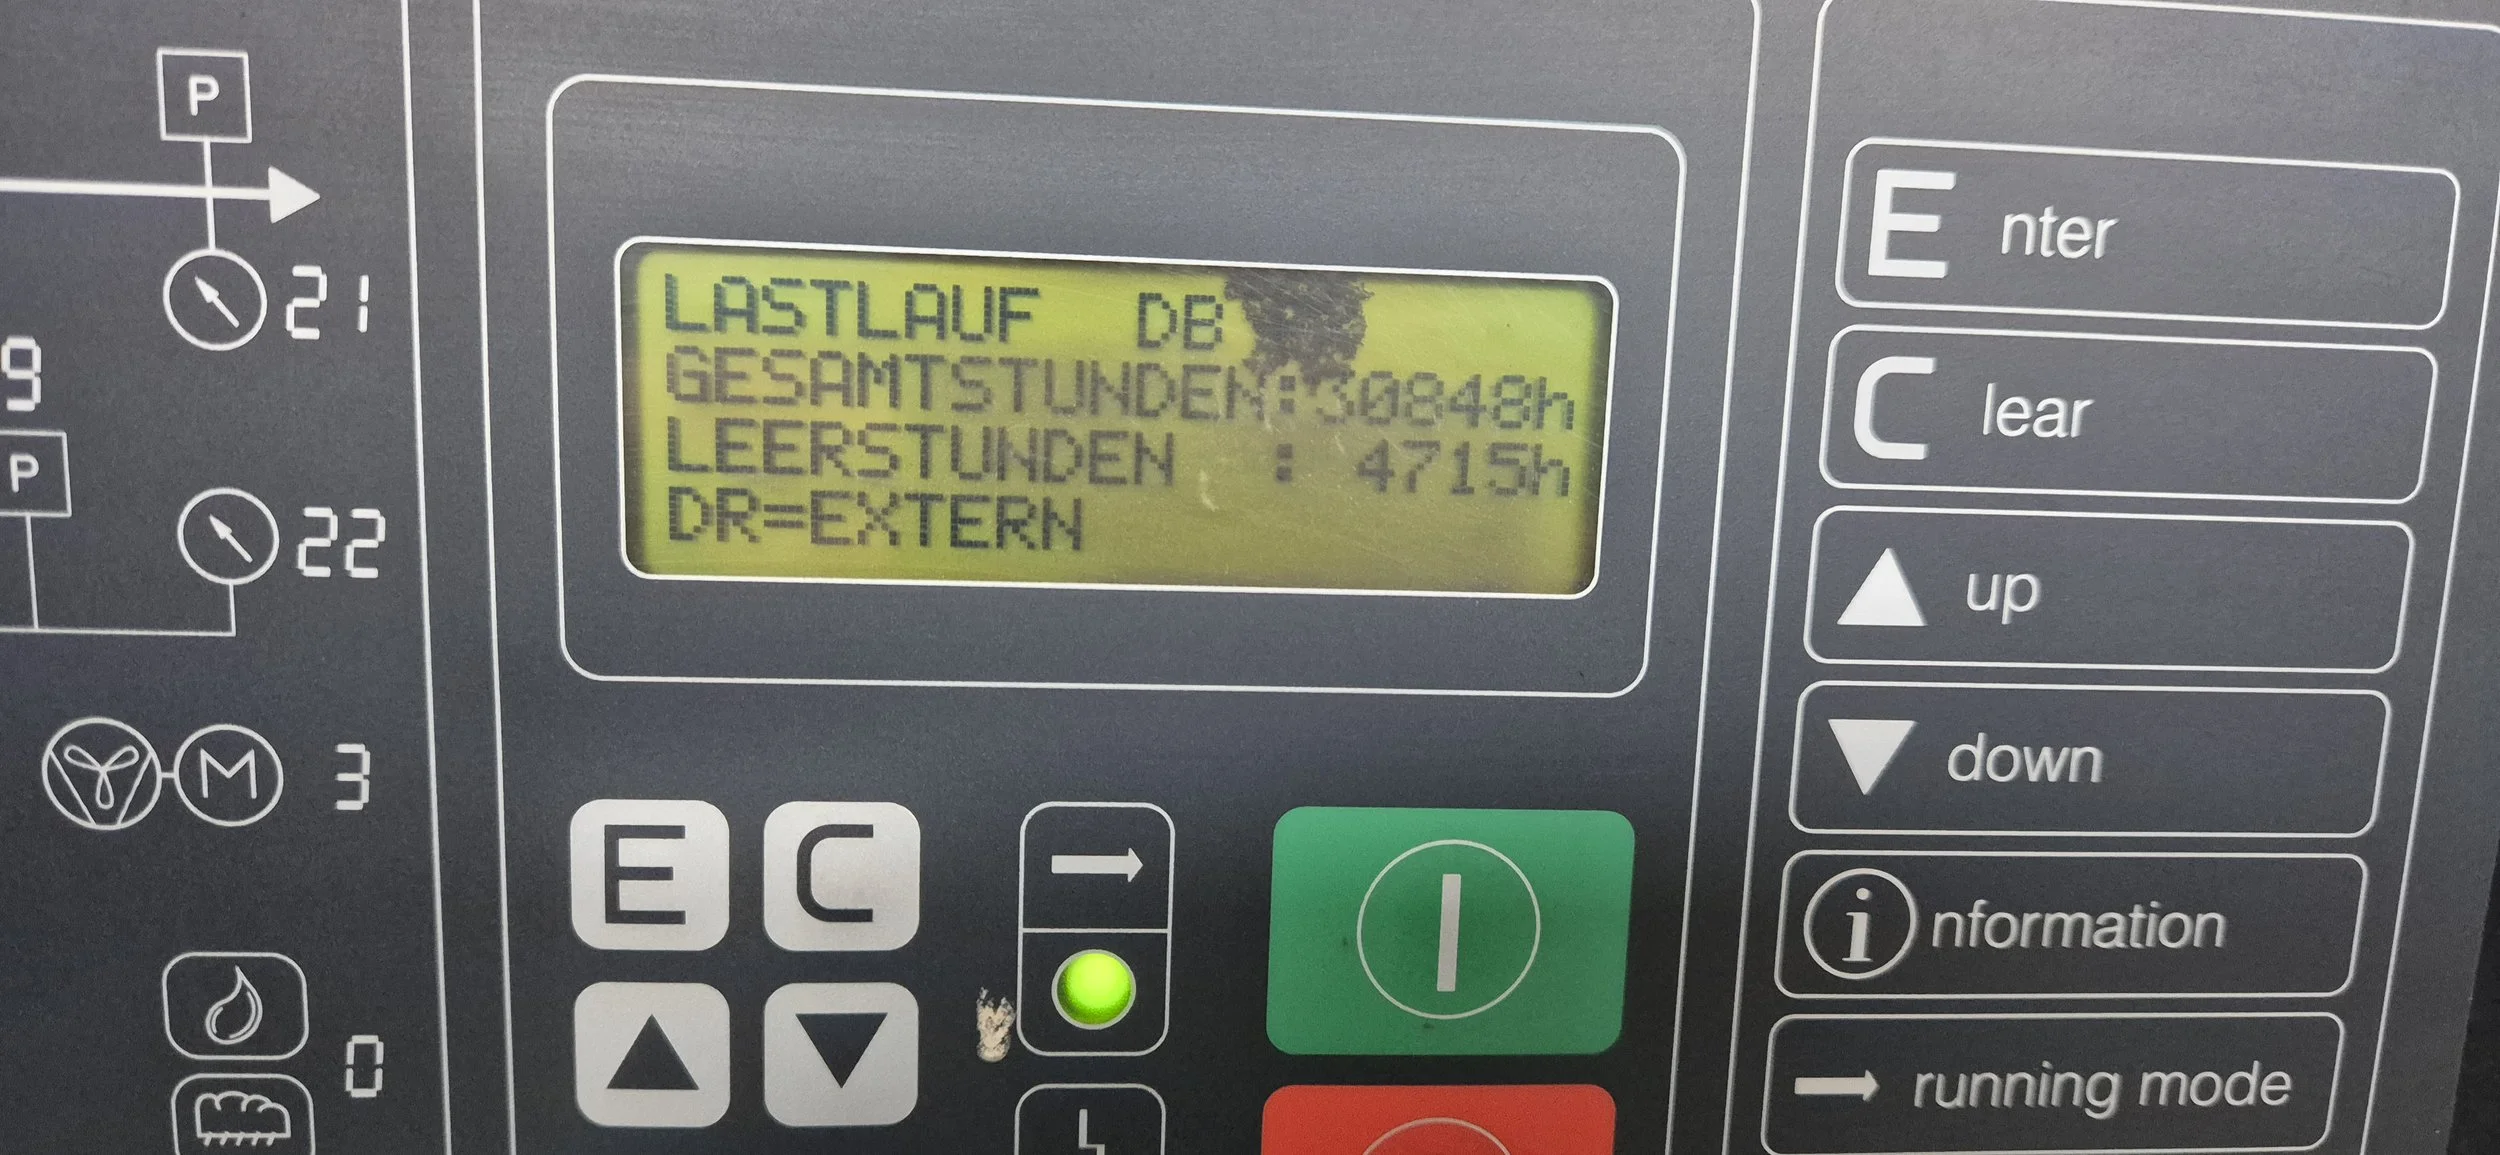 P
21
9
P
22
M
3
0
LASTLAUF DB
GESAMTSTUNDEN:30848h
LEERSTUNDEN : 4715h
DR=EXTERN
E
C
I
E nter
C lear
up
down
i nformation
running mode